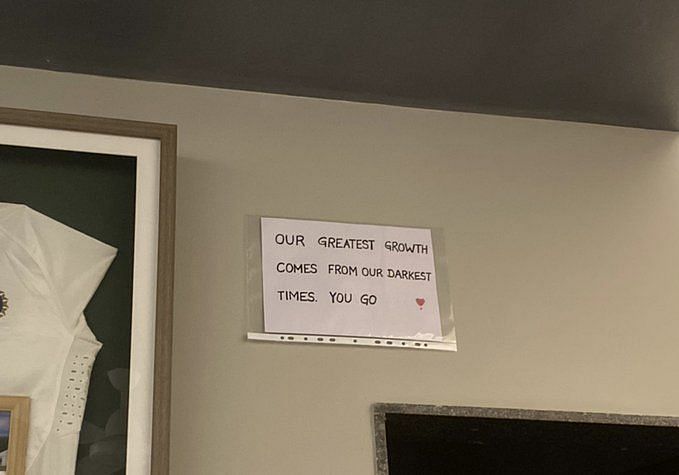 OUR GREATEST GROWTH
COMES FROM OUR DARKEST
TIMES. YOU GO